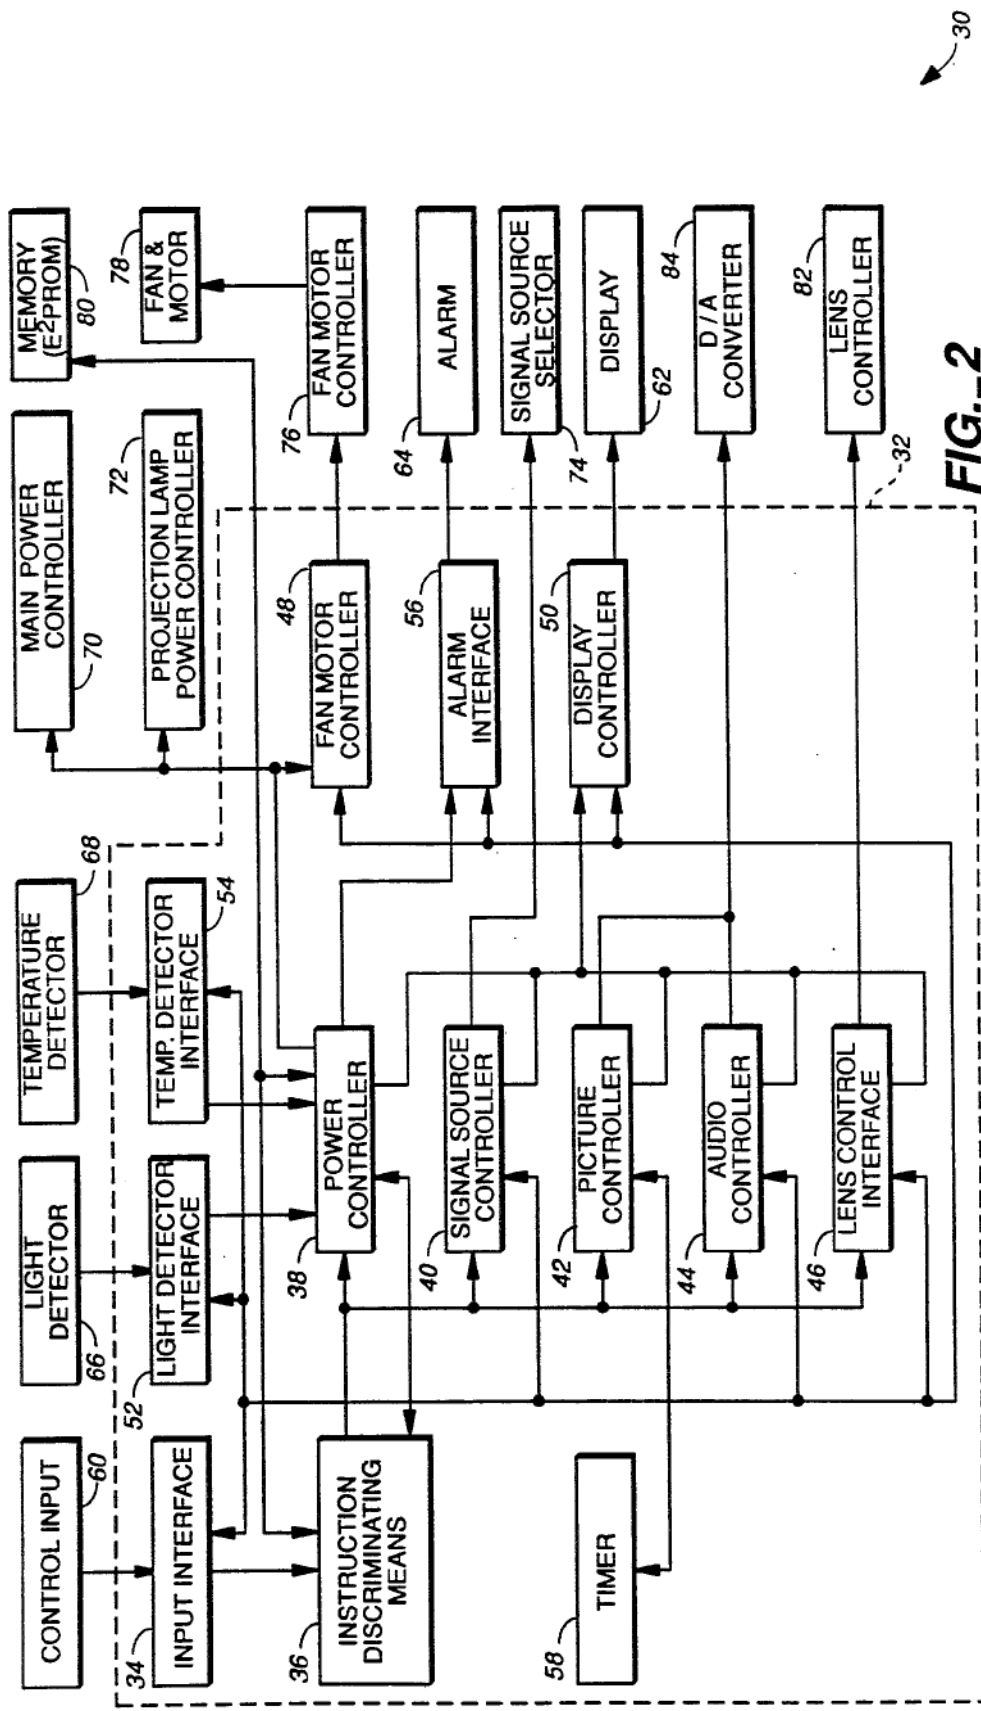 CONTROL INPUT
60
LIGHT
DETECTOR
66
TEMPERATURE
DETECTOR
68
MAIN POWER
CONTROLLER
70
MEMORY
(E²PROM)
80
34
INPUT INTERFACE
52
LIGHT DETECTOR
INTERFACE
TEMP. DETECTOR
INTERFACE
54
72
PROJECTION LAMP
POWER CONTROLLER
78
FAN &
MOTOR
36
INSTRUCTION
DISCRIMINATING
MEANS
38
POWER
CONTROLLER
48
FAN MOTOR
CONTROLLER
76
FAN MOTOR
CONTROLLER
40
SIGNAL SOURCE
CONTROLLER
56
ALARM
INTERFACE
64
ALARM
74
SIGNAL SOURCE
SELECTOR
58
TIMER
42
PICTURE
CONTROLLER
50
DISPLAY
CONTROLLER
DISPLAY
62
44
AUDIO
CONTROLLER
84
D / A
CONVERTER
46
LENS CONTROL
INTERFACE
82
LENS
CONTROLLER
32
30
FIG.-2